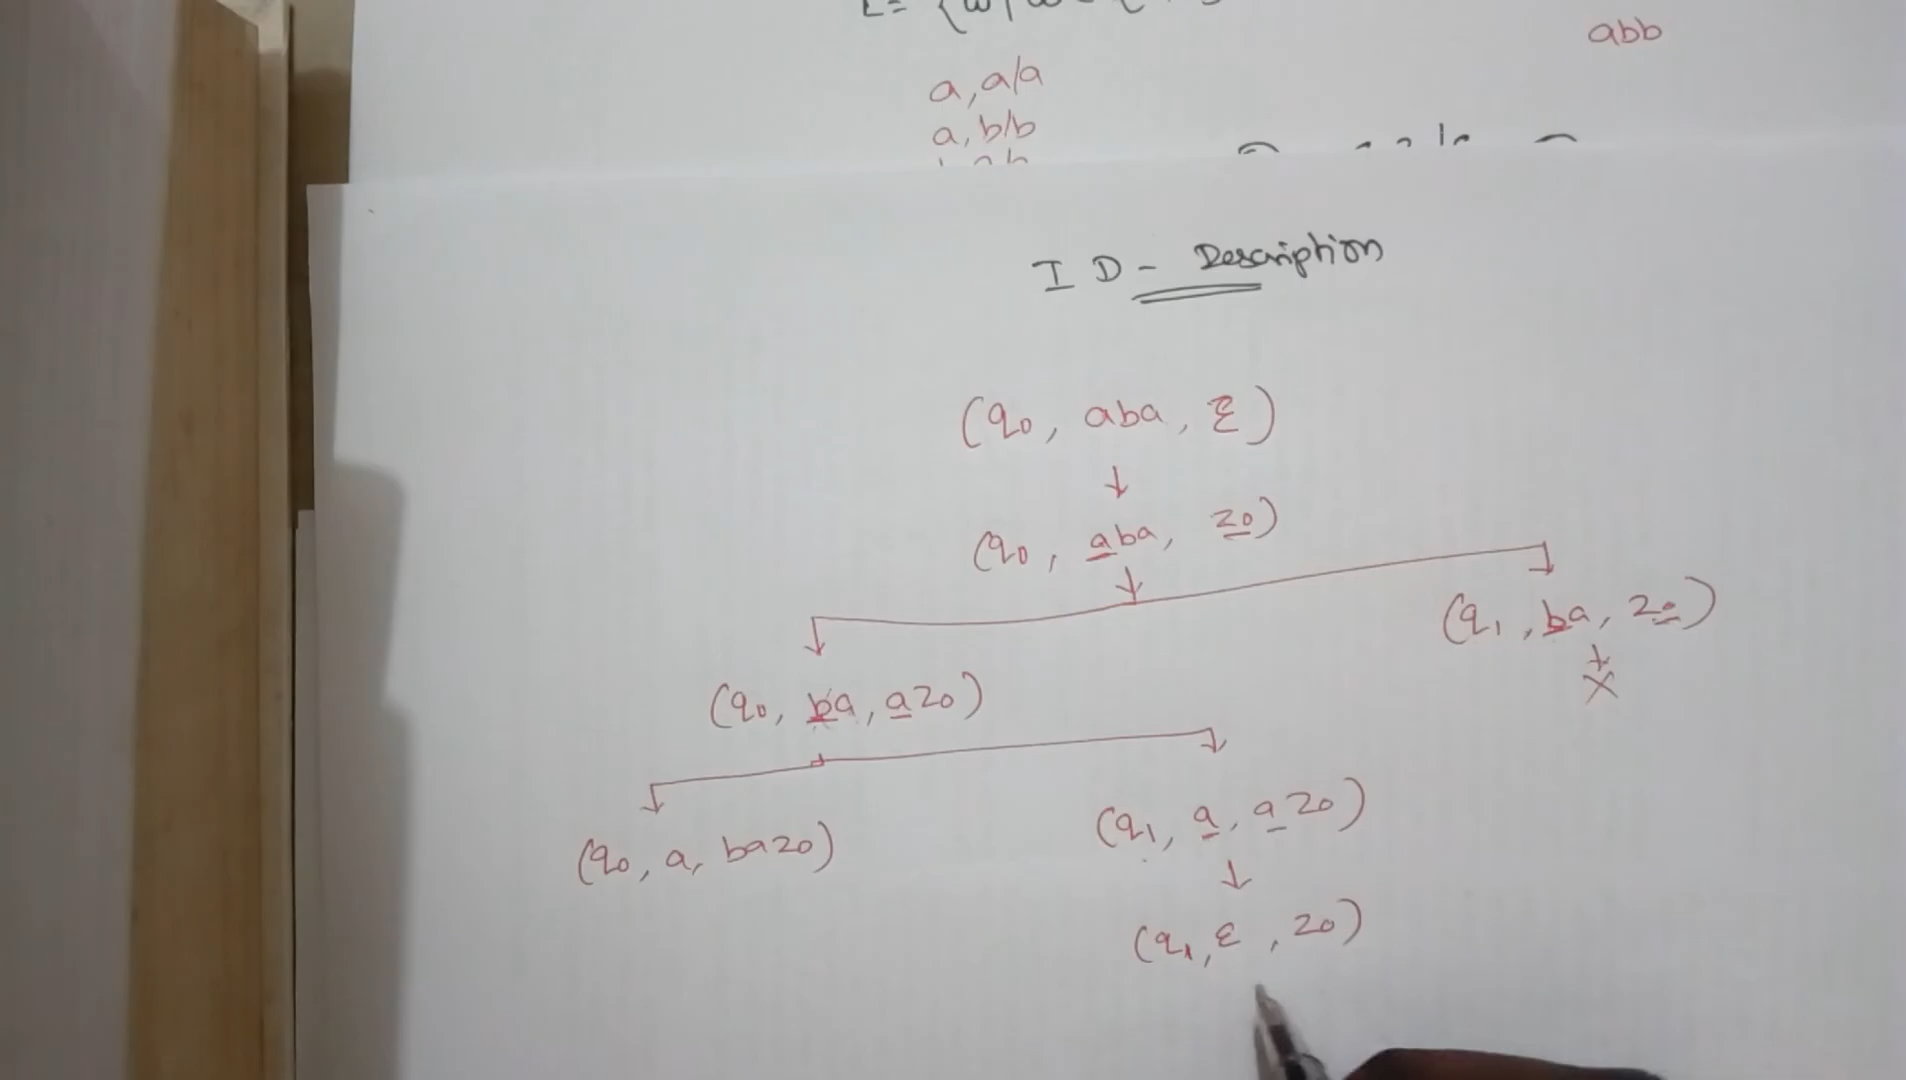 abb
a, a/a
a, b/b
ID - Description
(q0, aba, ε)
(q0, aba, z0)
(q1, ba, z0)
X
(q0, ba, az0)
(q1, a, az0)
(q0, a, baz0)
(q1, ε, z0)